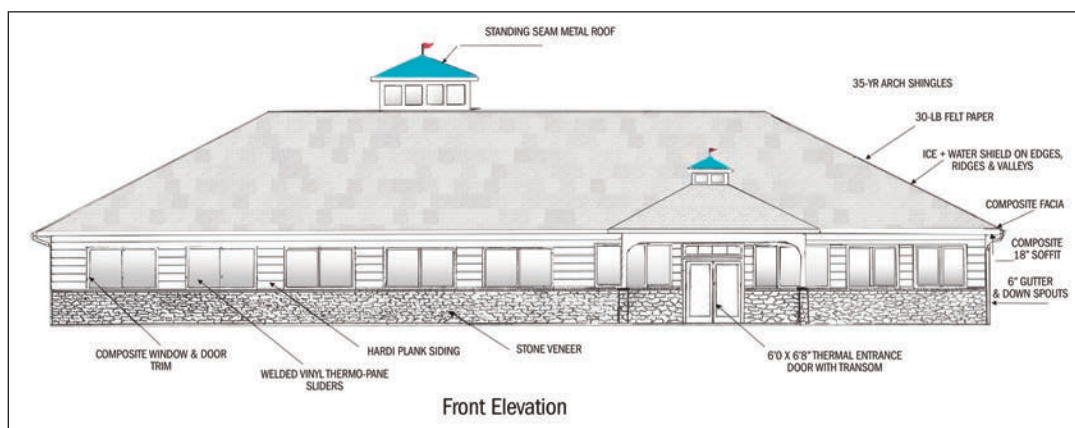 STANDING SEAM METAL ROOF
35-YR ARCH SHINGLES
30-LB FELT PAPER
ICE + WATER SHIELD ON EDGES,
RIDGES & VALLEYS
COMPOSITE FACIA
COMPOSITE
18" SOFFIT
6" GUTTER
& DOWN SPOUTS
COMPOSITE WINDOW & DOOR
TRIM
WELDED VINYL THERMO-PANE
SLIDERS
HARDI PLANK SIDING
STONE VENEER
6'0 X 6'8" THERMAL ENTRANCE
DOOR WITH TRANSOM
Front Elevation